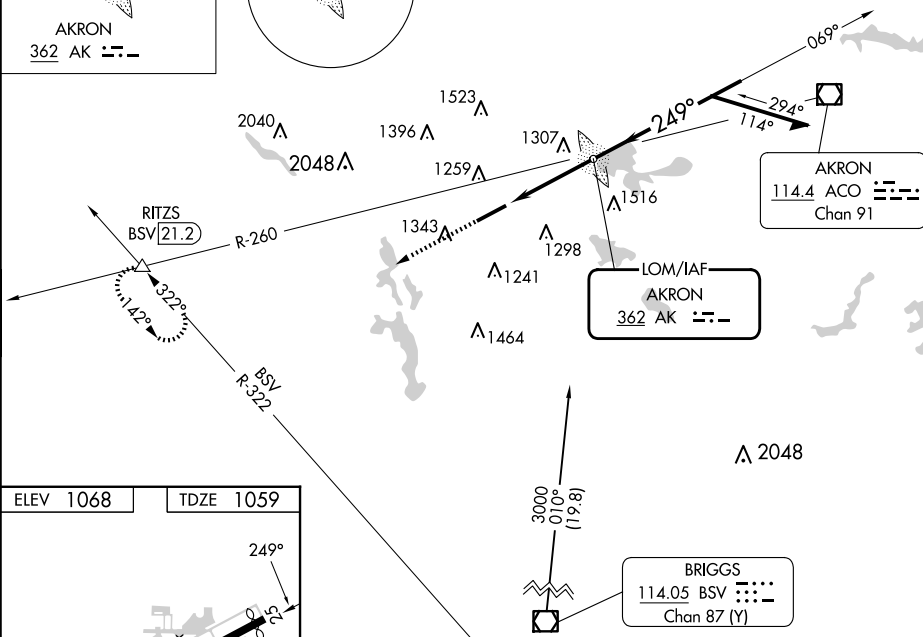 AKRON
362 AK
069°
1523
294°
114°
249°
2040
1396
1307
2048
1259
AKRON
114.4 ACO
Chan 91
1516
RITZS
BSV 21.2
R-260
1343
1298
LOM/IAF
AKRON
362 AK
1241
322°
142°
1464
BSV
R-322
2048
3000
010°
(19.8)
ELEV 1068
TDZE 1059
249°
25
BRIGGS
114.05 BSV
Chan 87 (Y)